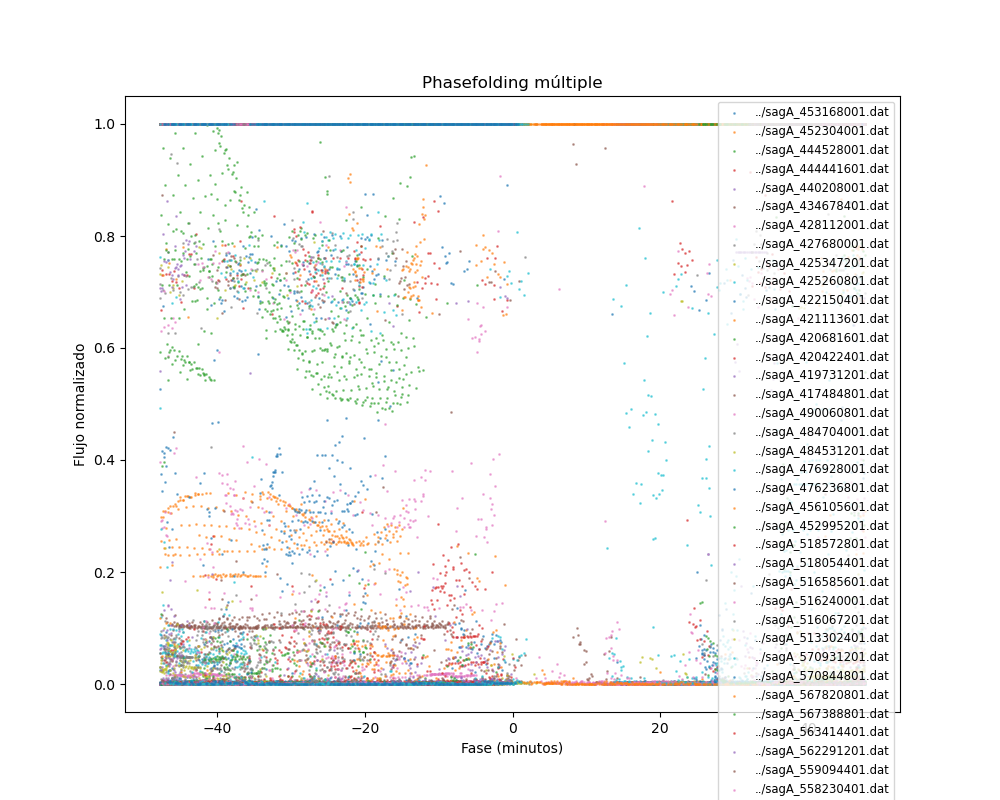 Phasefolding múltiple
Flujo normalizado
1.0
0.8
0.6
0.4
0.2
0.0
−40
−20
0
20
40
Fase (minutos)
../sagA_453168001.dat
../sagA_452304001.dat
../sagA_444528001.dat
../sagA_444441601.dat
../sagA_440208001.dat
../sagA_434678401.dat
../sagA_428112001.dat
../sagA_427680001.dat
../sagA_425347201.dat
../sagA_425260801.dat
../sagA_422150401.dat
../sagA_421113601.dat
../sagA_420681601.dat
../sagA_420422401.dat
../sagA_419731201.dat
../sagA_417484801.dat
../sagA_490060801.dat
../sagA_484704001.dat
../sagA_484531201.dat
../sagA_476928001.dat
../sagA_476236801.dat
../sagA_456105601.dat
../sagA_452995201.dat
../sagA_518572801.dat
../sagA_518054401.dat
../sagA_516585601.dat
../sagA_516240001.dat
../sagA_516067201.dat
../sagA_513302401.dat
../sagA_570931201.dat
../sagA_570844801.dat
../sagA_567820801.dat
../sagA_567388801.dat
../sagA_563414401.dat
../sagA_562291201.dat
../sagA_559094401.dat
../sagA_558230401.dat